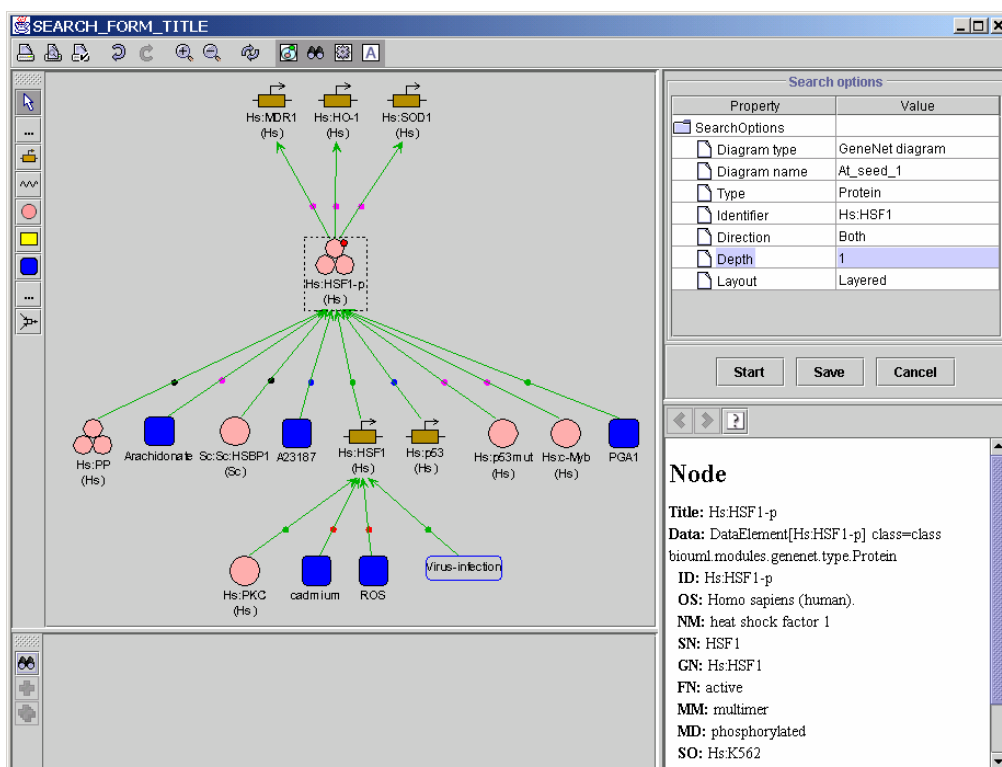 SEARCH_FORM_TITLE
A
...
...
Hs:MDR1
(Hs)
Hs:HO-1
(Hs)
Hs:SOD1
(Hs)
Hs:HSF1-p
(Hs)
Hs:PP
(Hs)
Arachidonate
Sc:Sc:HSBP1
(Sc)
A23187
Hs:HSF1
(Hs)
Hs:p53
(Hs)
Hs:p53mut
(Hs)
Hs:c-Myb
(Hs)
PGA1
Hs:PKC
(Hs)
cadmium
ROS
Virus-infection
Search options
Property Value
SearchOptions
Diagram type GeneNet diagram
Diagram name At_seed_1
Type Protein
Identifier Hs:HSF1
Direction Both
Depth 1
Layout Layered
Start Save Cancel
?
Node
Title: Hs:HSF1-p
Data: DataElement[Hs:HSF1-p] class=class
biouml.modules.genenet.type.Protein
ID: Hs:HSF1-p
OS: Homo sapiens (human).
NM: heat shock factor 1
SN: HSF1
GN: Hs:HSF1
FN: active
MM: multimer
MD: phosphorylated
SO: Hs:K562